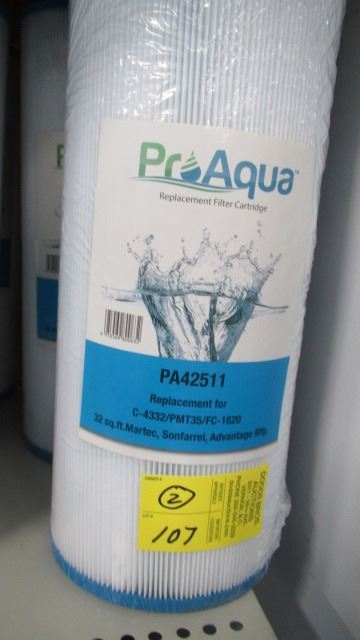 ProAqua™
Replacement Filter Cartridge
PA42511
Replacement for
C-4332/PMT35/FC-1620
32 sq.ft.Martec, Sonfarrel, Advantage Mfg.
2
107